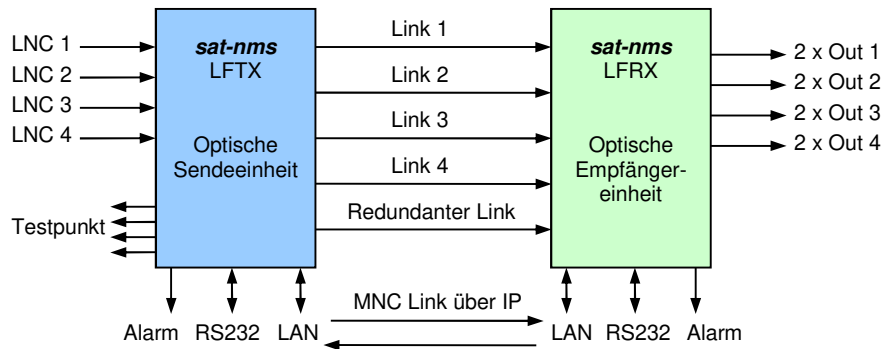 LNC 1
LNC 2
LNC 3
LNC 4
Testpunkt
sat-nms
LFTX
Optische
Sendeeinheit
Link 1
Link 2
Link 3
Link 4
Redundanter Link
sat-nms
LFRX
Optische
Empfänger-
einheit
2 x Out 1
2 x Out 2
2 x Out 3
2 x Out 4
Alarm
RS232
LAN
MNC Link über IP
LAN
RS232
Alarm